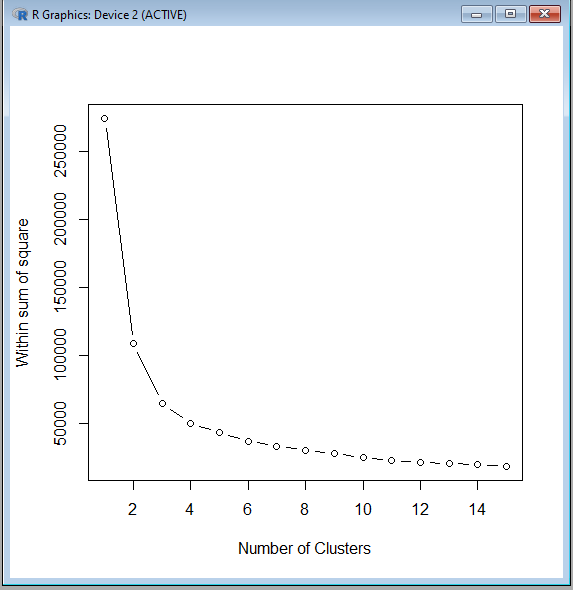 R Graphics: Device 2 (ACTIVE)
Within sum of square
250000
200000
150000
100000
50000
2 4 6 8 10 12 14
Number of Clusters